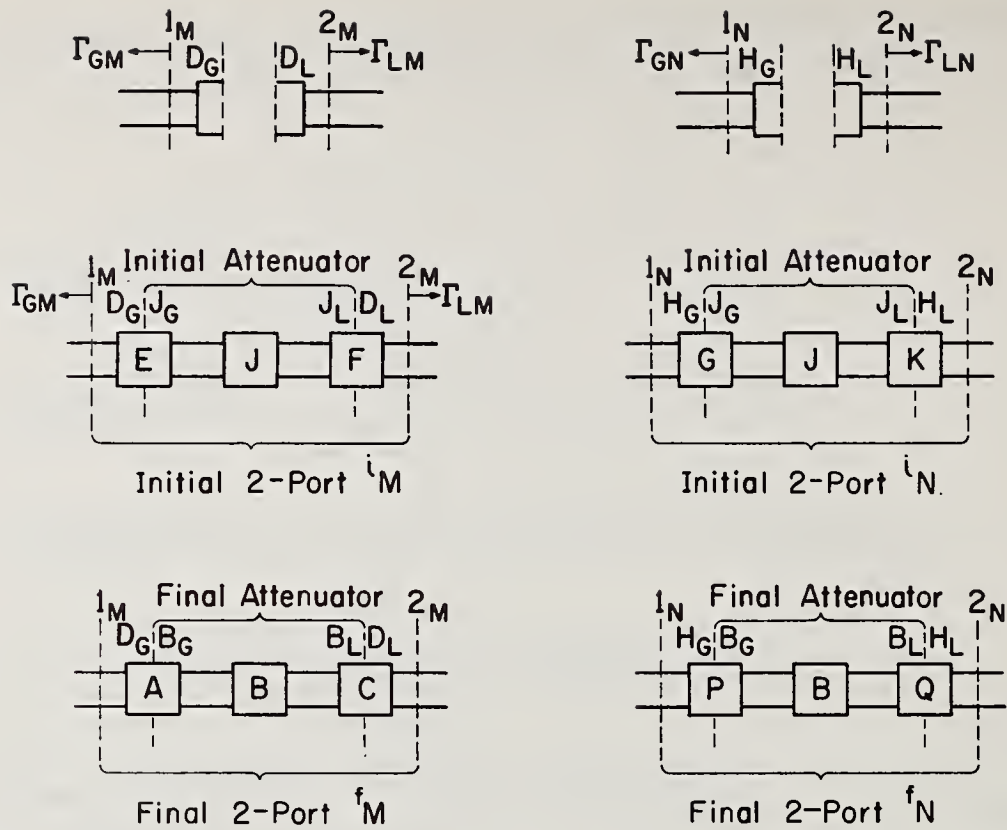 1M 2M
ΓGM DG DL ΓLM
1N 2N
ΓGN HG HL ΓLN
Initial Attenuator
1M 2M
ΓGM DG JG JL DL ΓLM
E J F
Initial 2-Port iM
Initial Attenuator
1N 2N
HG JG JL HL
G J K
Initial 2-Port iN.
Final Attenuator
1M 2M
DG BG BL DL
A B C
Final 2-Port fM
Final Attenuator
1N 2N
HG BG BL HL
P B Q
Final 2-Port fN